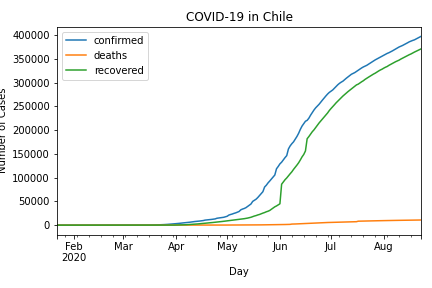 COVID-19 in Chile
confirmed
deaths
recovered
Number of Cases
400000
350000
300000
250000
200000
150000
100000
50000
0
Feb
2020
Mar
Apr
May
Jun
Jul
Aug
Day